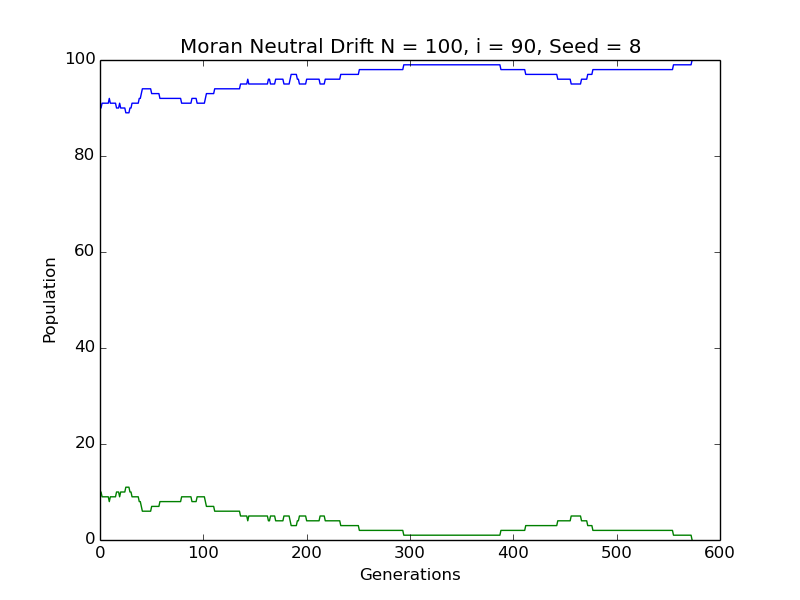 Moran Neutral Drift N = 100, i = 90, Seed = 8
100
80
60
40
20
0
Population
0 100 200 300 400 500 600
Generations